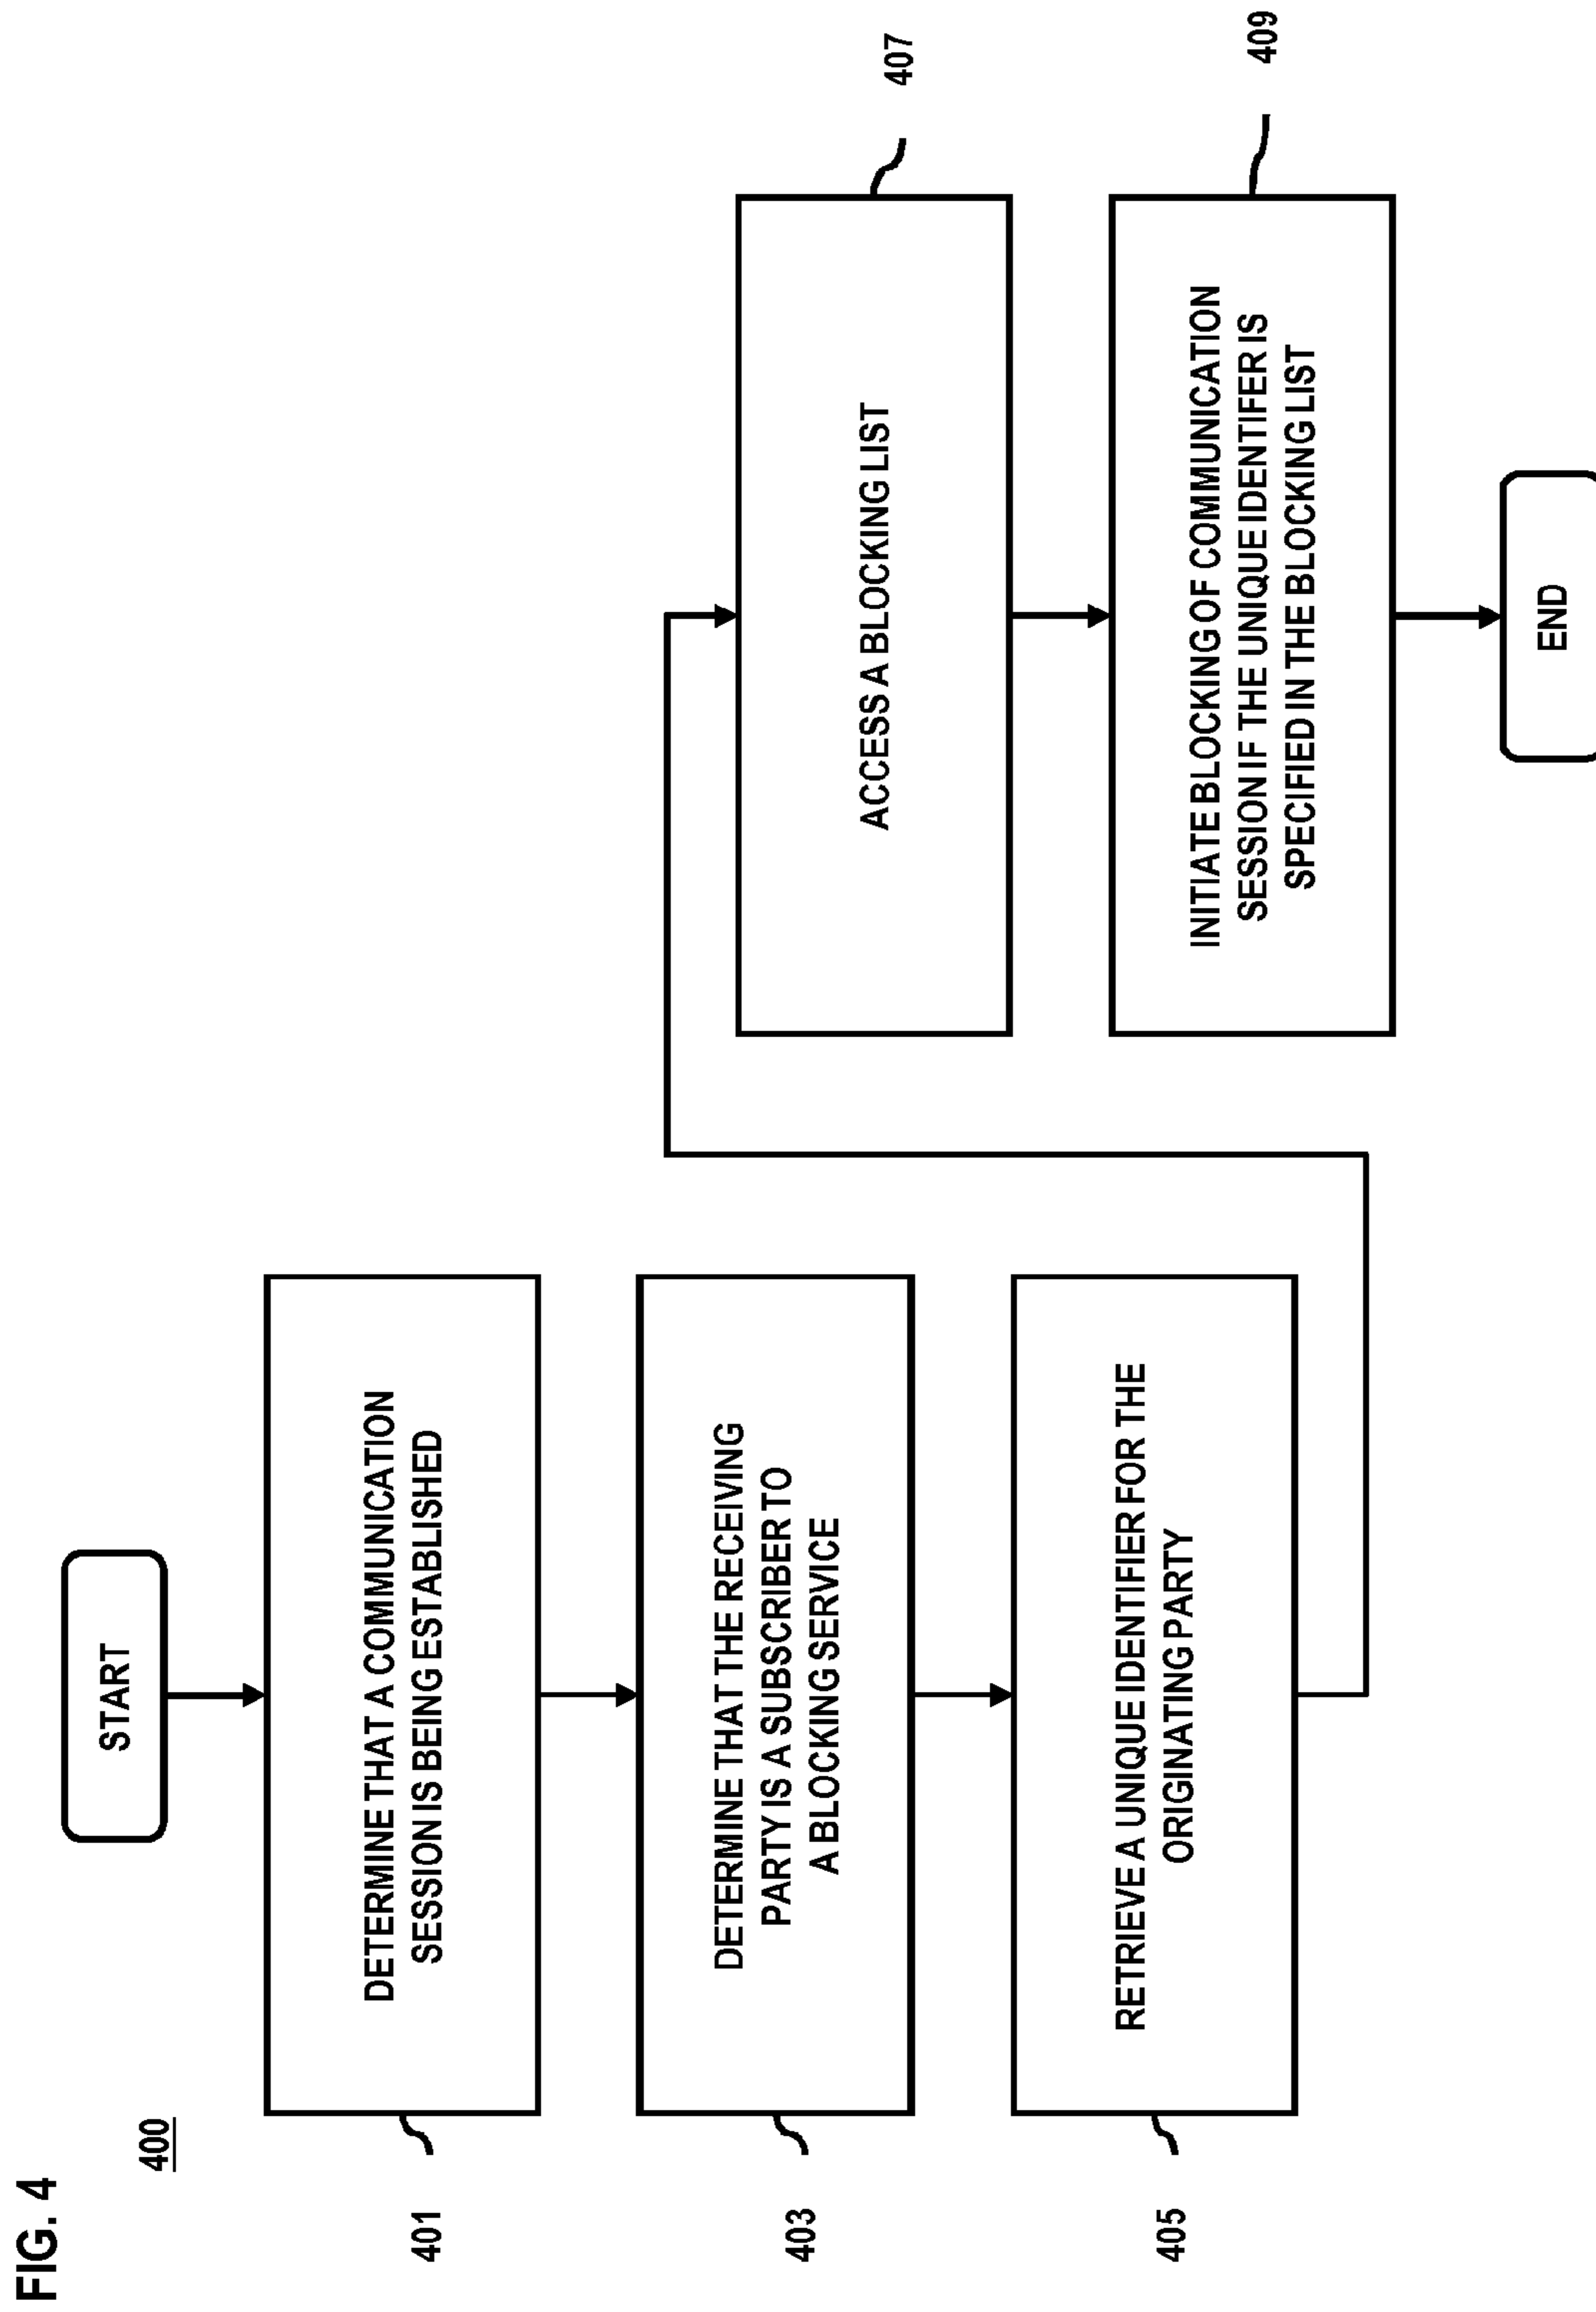 FIG. 4
400
START
401
DETERMINE THAT A COMMUNICATION
SESSION IS BEING ESTABLISHED
403
DETERMINE THAT THE RECEIVING
PARTY IS A SUBSCRIBER TO
A BLOCKING SERVICE
405
RETRIEVE A UNIQUE IDENTIFIER FOR THE
ORIGINATING PARTY
407
ACCESS A BLOCKING LIST
409
INITIATE BLOCKING OF COMMUNICATION
SESSION IF THE UNIQUE IDENTIFER IS
SPECIFIED IN THE BLOCKING LIST
END